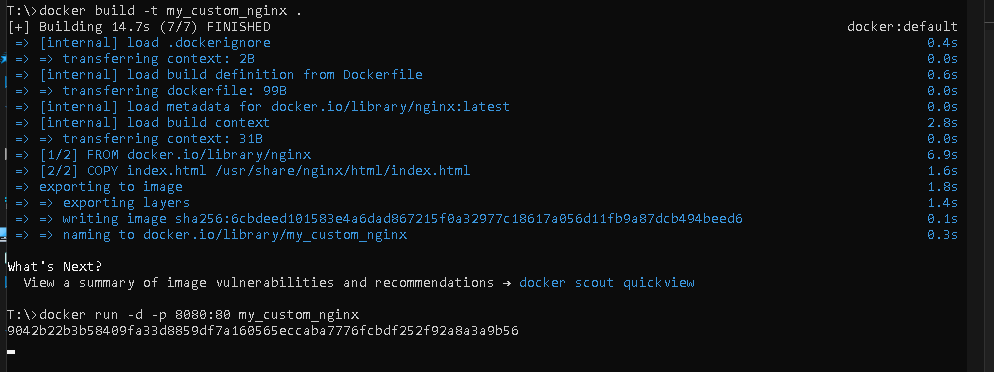 T:\>docker build -t my_custom_nginx .
[+] Building 14.7s (7/7) FINISHED docker:default
=> [internal] load .dockerignore 0.4s
=> => transferring context: 2B 0.0s
=> [internal] load build definition from Dockerfile 0.6s
=> => transferring dockerfile: 99B 0.0s
=> [internal] load metadata for docker.io/library/nginx:latest 0.0s
=> [internal] load build context 2.8s
=> => transferring context: 31B 0.0s
=> [1/2] FROM docker.io/library/nginx 6.9s
=> [2/2] COPY index.html /usr/share/nginx/html/index.html 1.6s
=> exporting to image 1.8s
=> => exporting layers 1.4s
=> => writing image sha256:6cbdeed101583e4a6dad867215f0a32977c18617a056d11fb9a87dcb494beed6 0.1s
=> => naming to docker.io/library/my_custom_nginx 0.3s
What's Next?
View a summary of image vulnerabilities and recommendations → docker scout quickview
T:\>docker run -d -p 8080:80 my_custom_nginx
9042b22b3b58409fa33d8859df7a160565eccaba7776fcbdf252f92a8a3a9b56